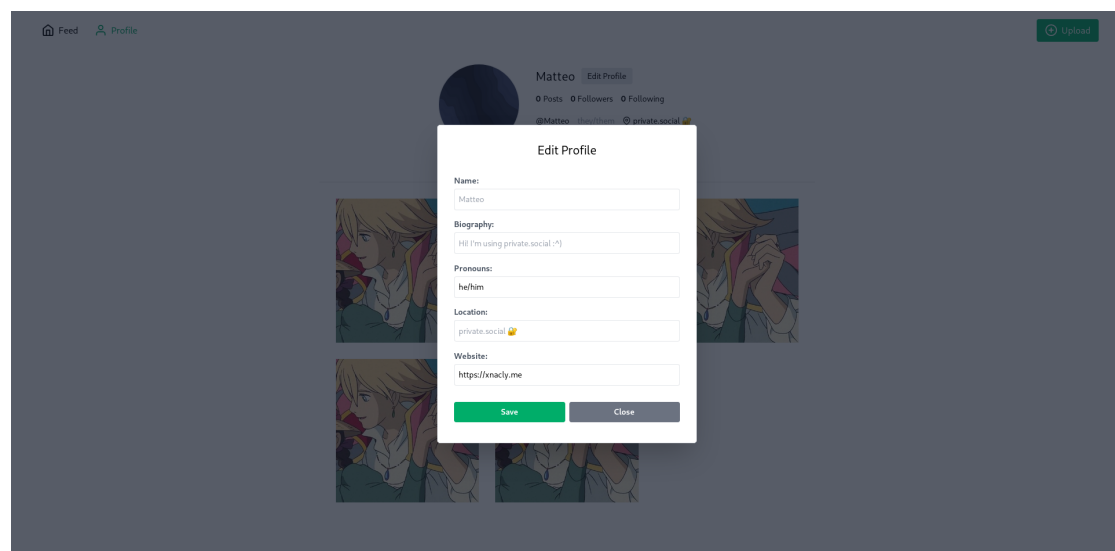 Feed Profile Upload
Matteo Edit Profile
0 Posts 0 Followers 0 Following
@Matteo they/them private.social 🔐
Edit Profile
Name:
Matteo
Biography:
Hi! I'm using private.social :^)
Pronouns:
he/him
Location:
private.social 🔐
Website:
https://xnacly.me
Save Close